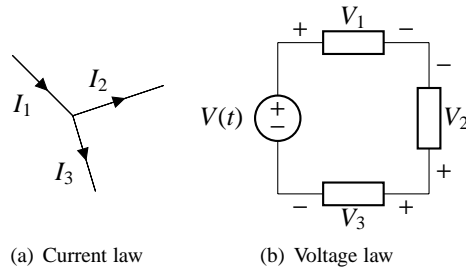 I₁
I₂
I₃
(a) Current law
+ V₁ −
−
V(t) + −
V₂
+
− V₃ +
(b) Voltage law